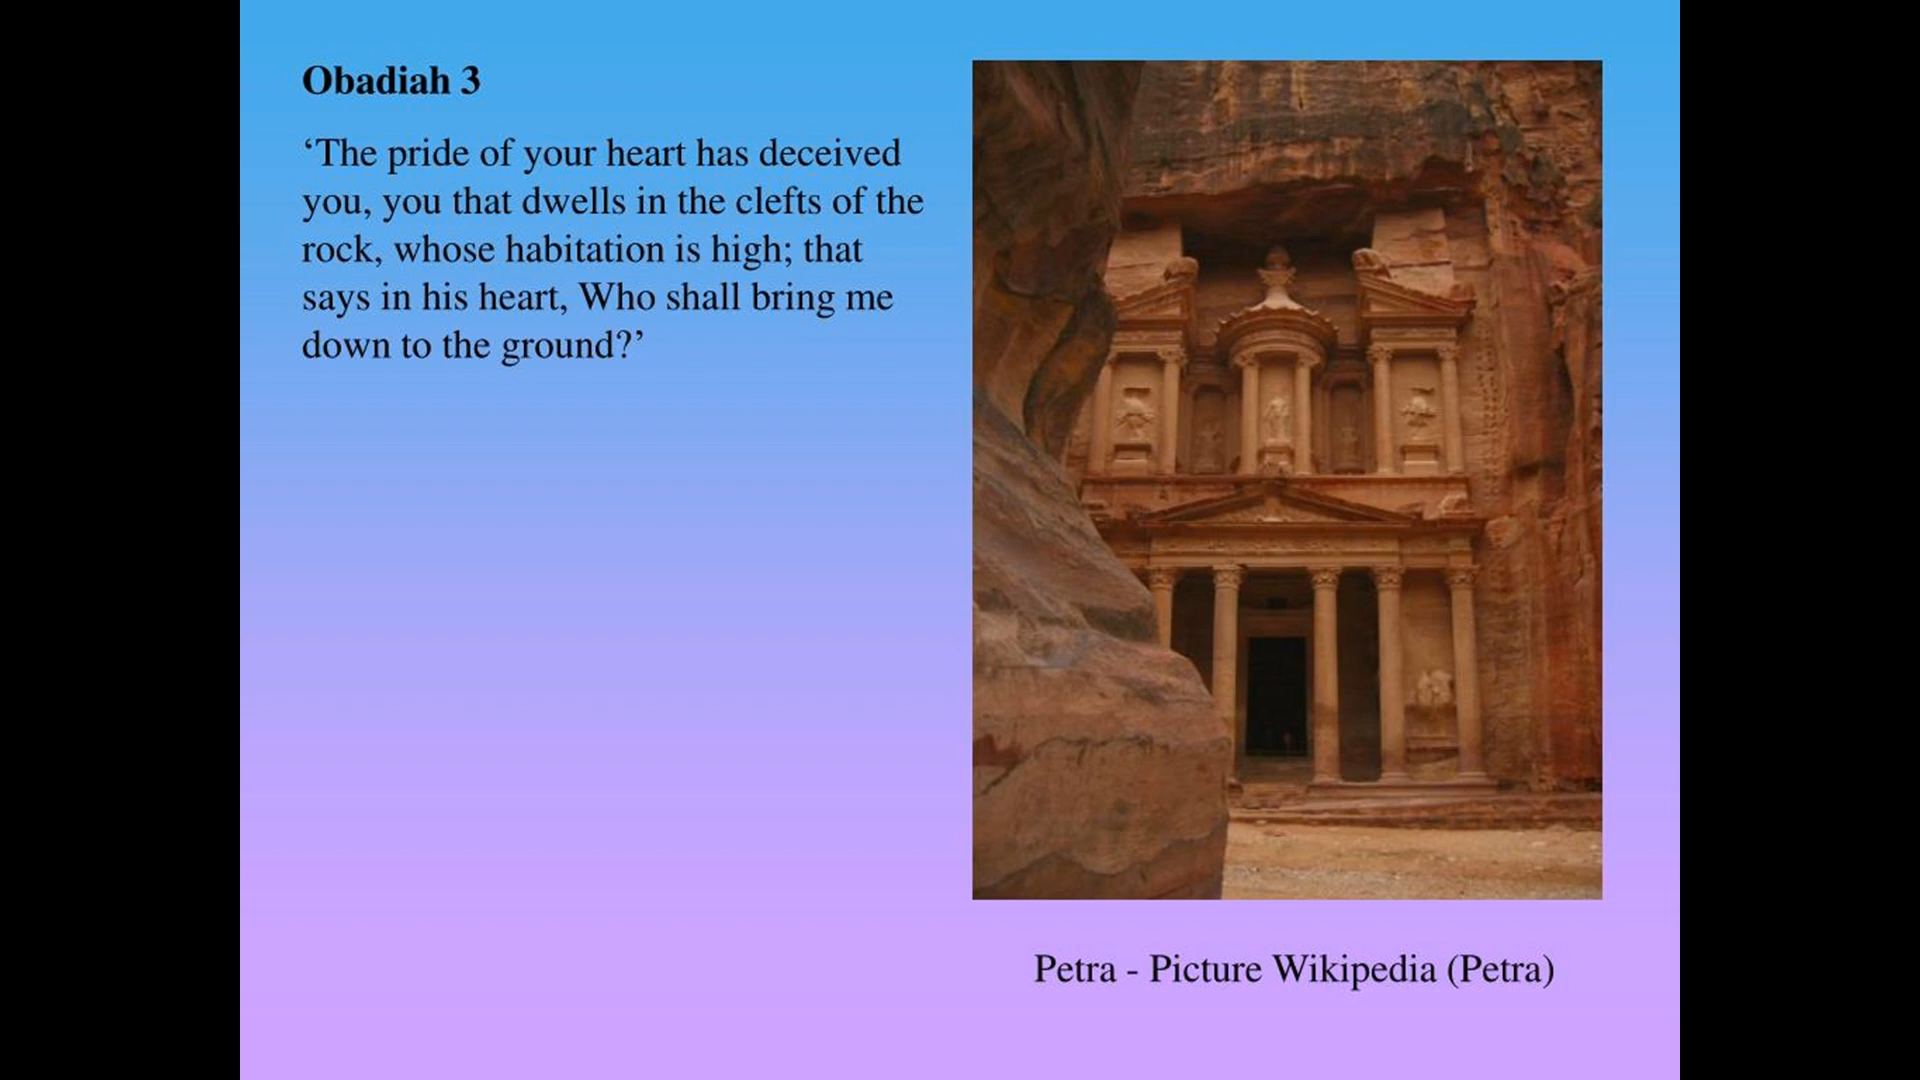 Obadiah 3
‘The pride of your heart has deceived
you, you that dwells in the clefts of the
rock, whose habitation is high; that
says in his heart, Who shall bring me
down to the ground?’
Petra - Picture Wikipedia (Petra)